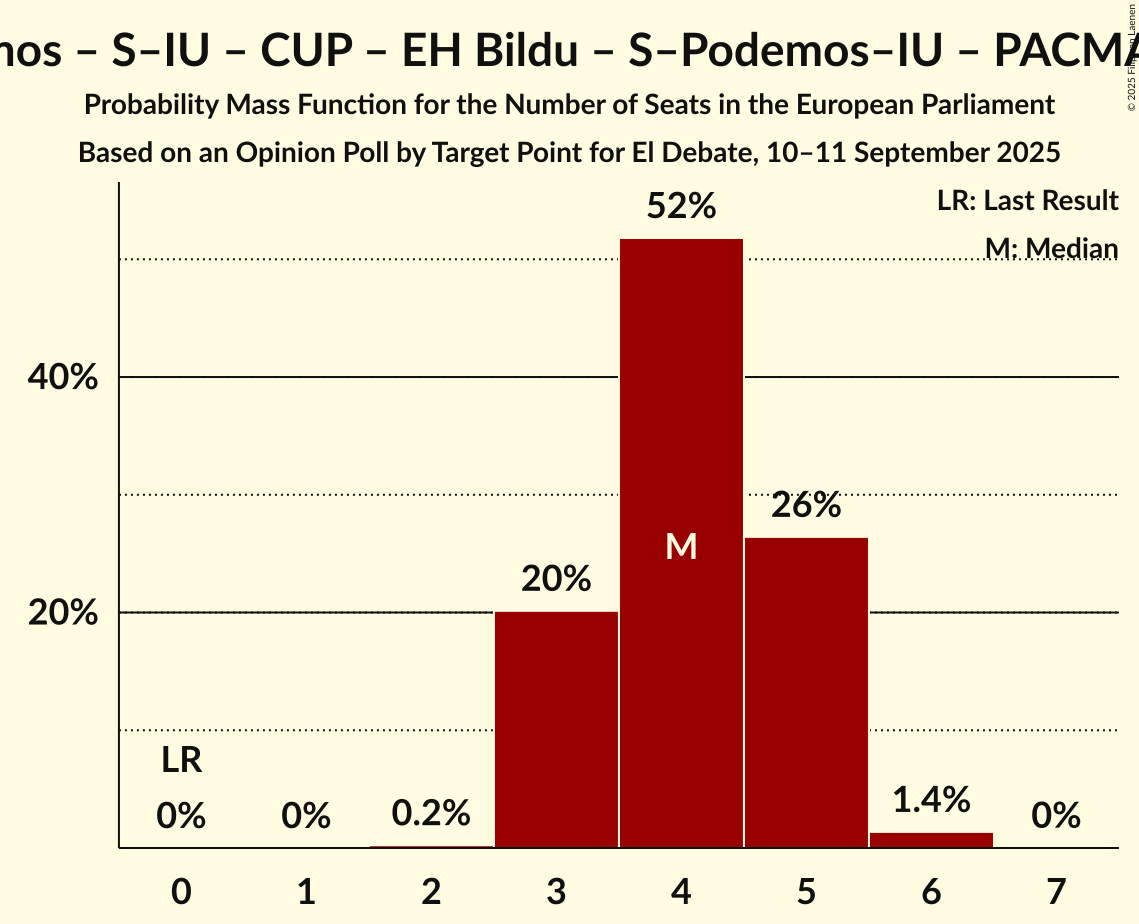 – S–IU – CUP – EH Bildu – S–Podemos–IU –
Probability Mass Function for the Number of Seats in the European Parliament
Based on an Opinion Poll by Target Point for El Debate, 10–11 September 2025
LR: Last Result
M: Median
52%
40%
26%
M
20%
20%
LR
0%
0%
0.2%
1.4%
0%
0 1 2 3 4 5 6 7
© 2025 Filip van Laenen